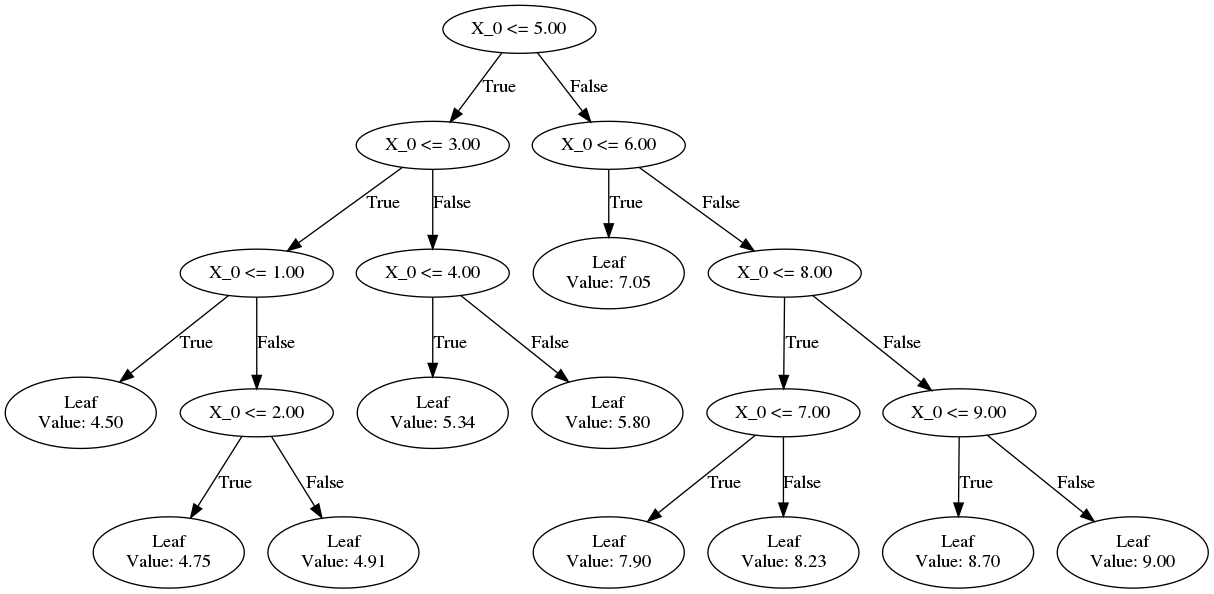 X_0 <= 5.00
True
False
X_0 <= 3.00
X_0 <= 6.00
True
False
True
False
X_0 <= 1.00
X_0 <= 4.00
Leaf
Value: 7.05
X_0 <= 8.00
True
False
True
False
True
False
Leaf
Value: 4.50
X_0 <= 2.00
Leaf
Value: 5.34
Leaf
Value: 5.80
X_0 <= 7.00
X_0 <= 9.00
True
False
True
False
True
False
Leaf
Value: 4.75
Leaf
Value: 4.91
Leaf
Value: 7.90
Leaf
Value: 8.23
Leaf
Value: 8.70
Leaf
Value: 9.00